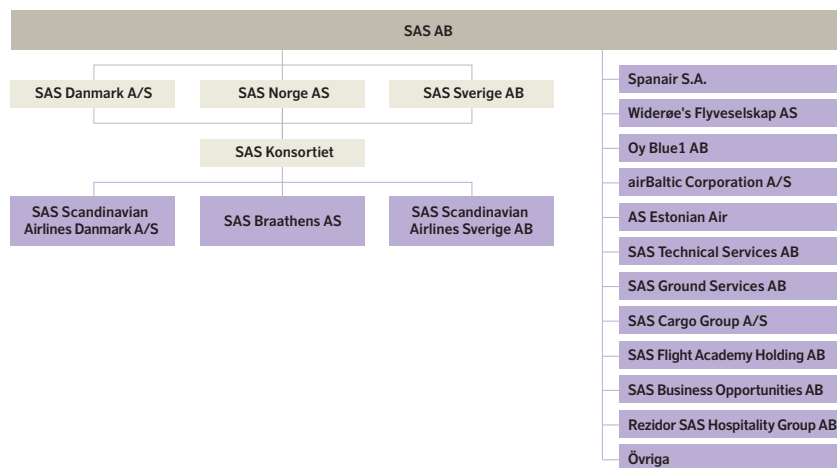 SAS AB
SAS Danmark A/S
SAS Norge AS
SAS Sverige AB
SAS Konsortiet
SAS Scandinavian
Airlines Danmark A/S
SAS Braathens AS
SAS Scandinavian
Airlines Sverige AB
Spanair S.A.
Widerøe's Flyveselskap AS
Oy Blue1 AB
airBaltic Corporation A/S
AS Estonian Air
SAS Technical Services AB
SAS Ground Services AB
SAS Cargo Group A/S
SAS Flight Academy Holding AB
SAS Business Opportunities AB
Rezidor SAS Hospitality Group AB
Övriga